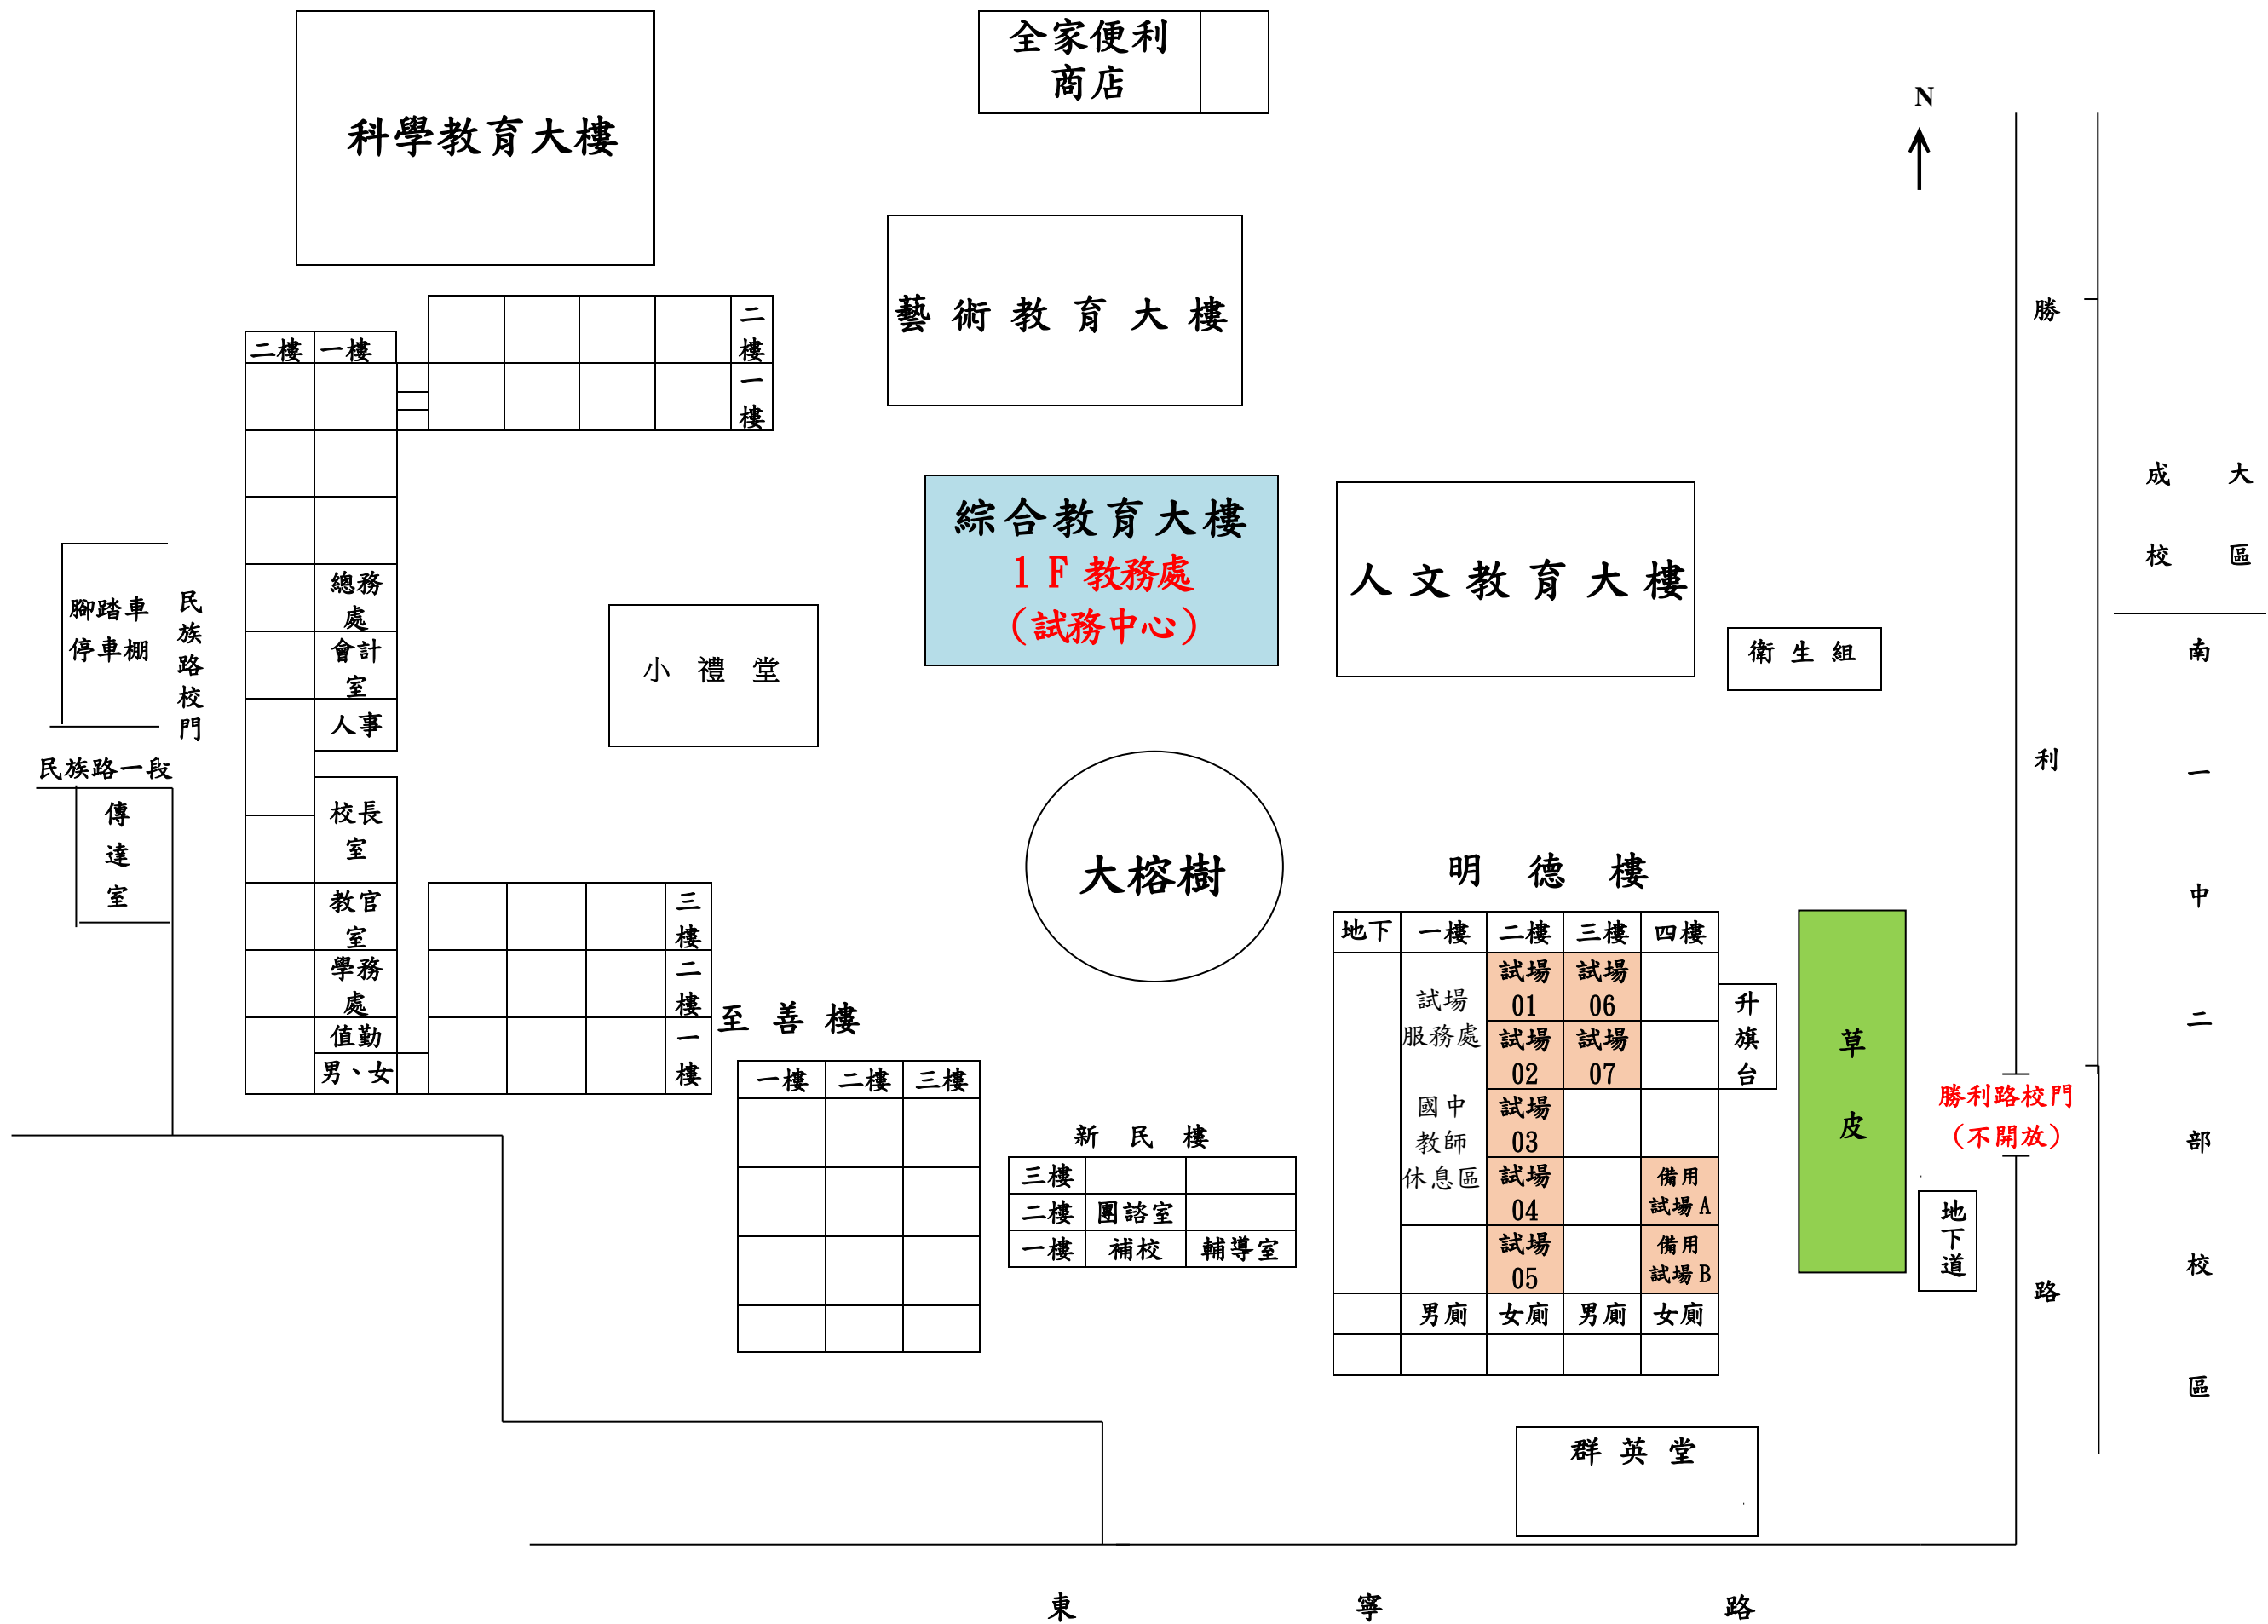 全家便利
商店
科學教育大樓
N
藝術教育大樓
二樓
一樓
二樓
一樓
勝利路
成大校區
南一中二部校區
綜合教育大樓
1F教務處
(試務中心)
人文教育大樓
衛生組
小禮堂
總務
處
會計
室
人事
校長
室
教官
室
學務
處
值勤
男、女
腳踏車
停車棚
民族路校門
民族路一段
傳達室
三樓
二樓
一樓
大榕樹
至善樓
一樓 二樓 三樓
新民樓
三樓
二樓 團諮室
一樓 補校 輔導室
明德樓
地下 一樓 二樓 三樓 四樓
試場
服務處
國中
教師
休息區
試場
01
試場
02
試場
03
試場
04
試場
05
試場
06
試場
07
備用
試場A
備用
試場B
男廁 女廁 男廁 女廁
升旗台
草皮
勝利路校門
(不開放)
地下道
群英堂
東寧路